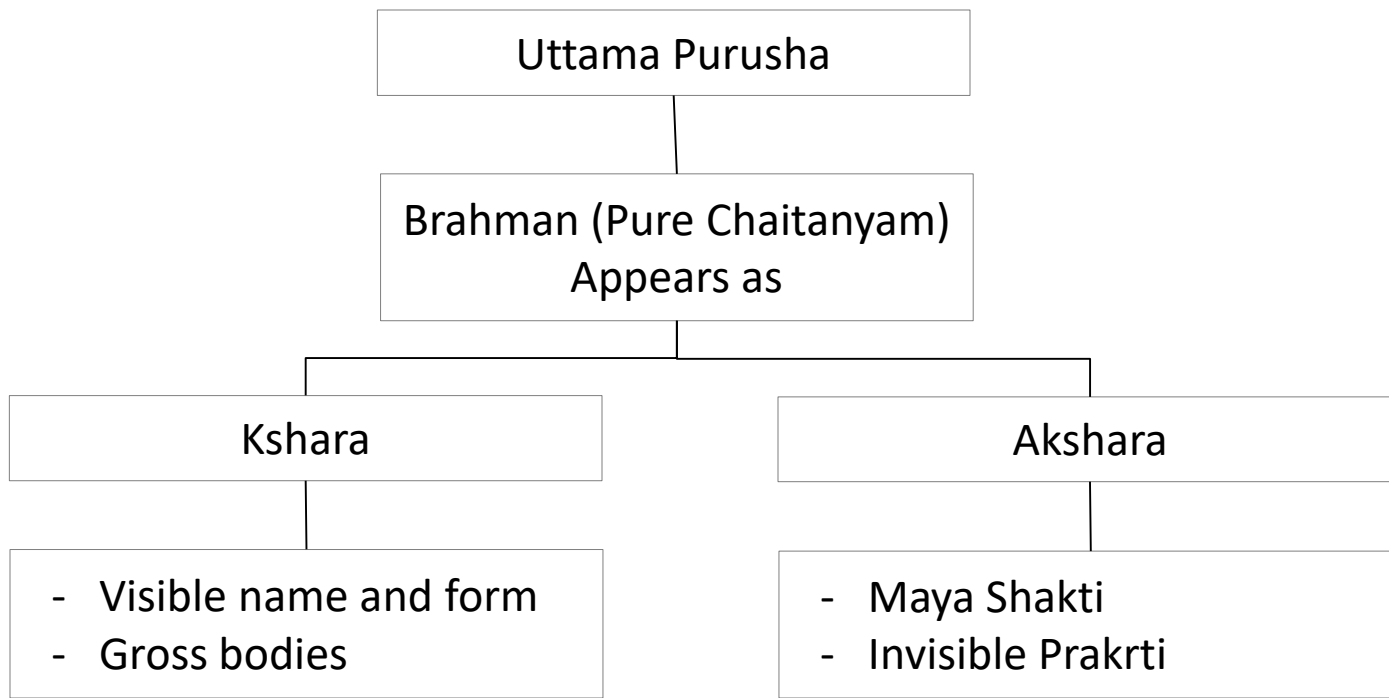 Uttama Purusha
Brahman (Pure Chaitanyam)
Appears as
Kshara
Akshara
- Visible name and form
- Gross bodies
- Maya Shakti
- Invisible Prakrti